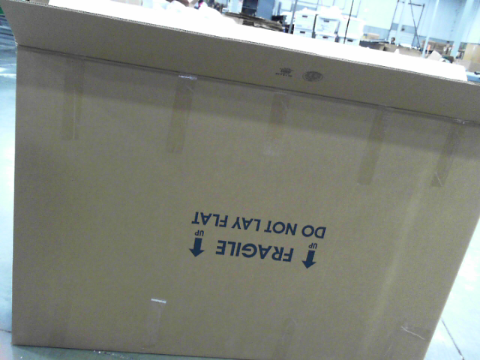 UP FRAGILE UP
DO NOT LAY FLAT